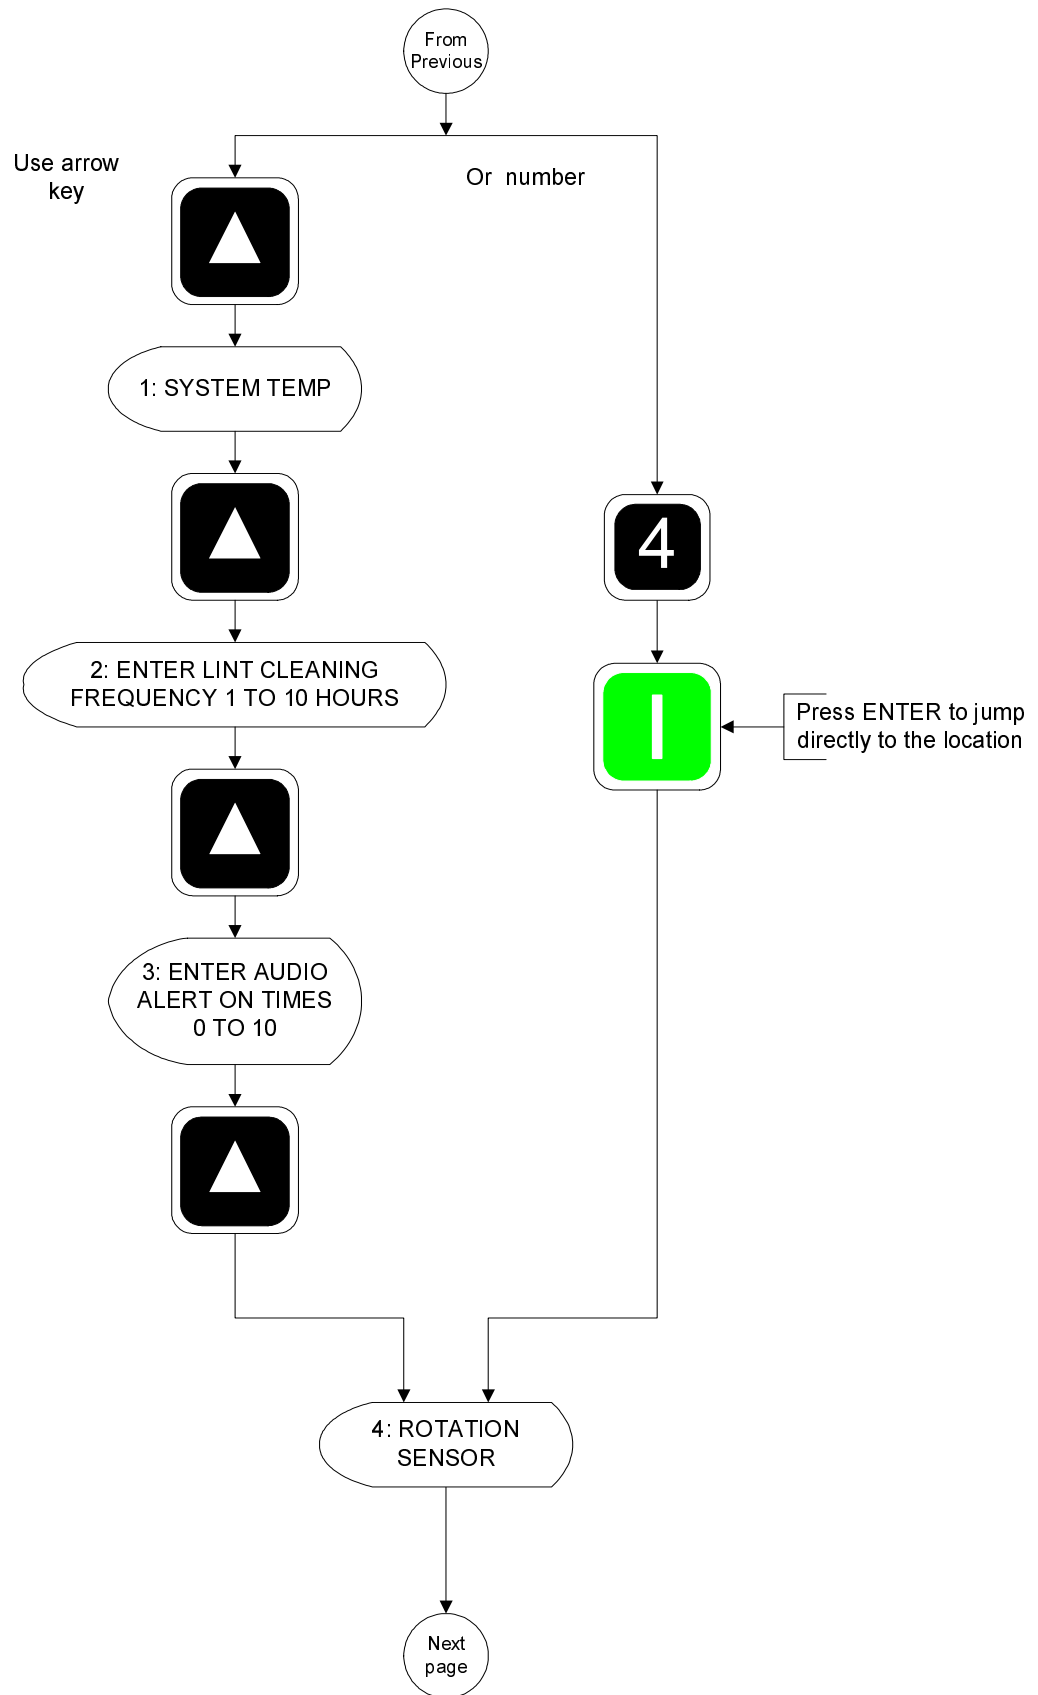 From
Previous
Use arrow
key
Or number
1: SYSTEM TEMP
4
2: ENTER LINT CLEANING
FREQUENCY 1 TO 10 HOURS
I
Press ENTER to jump
directly to the location
3: ENTER AUDIO
ALERT ON TIMES
0 TO 10
4: ROTATION
SENSOR
Next
page